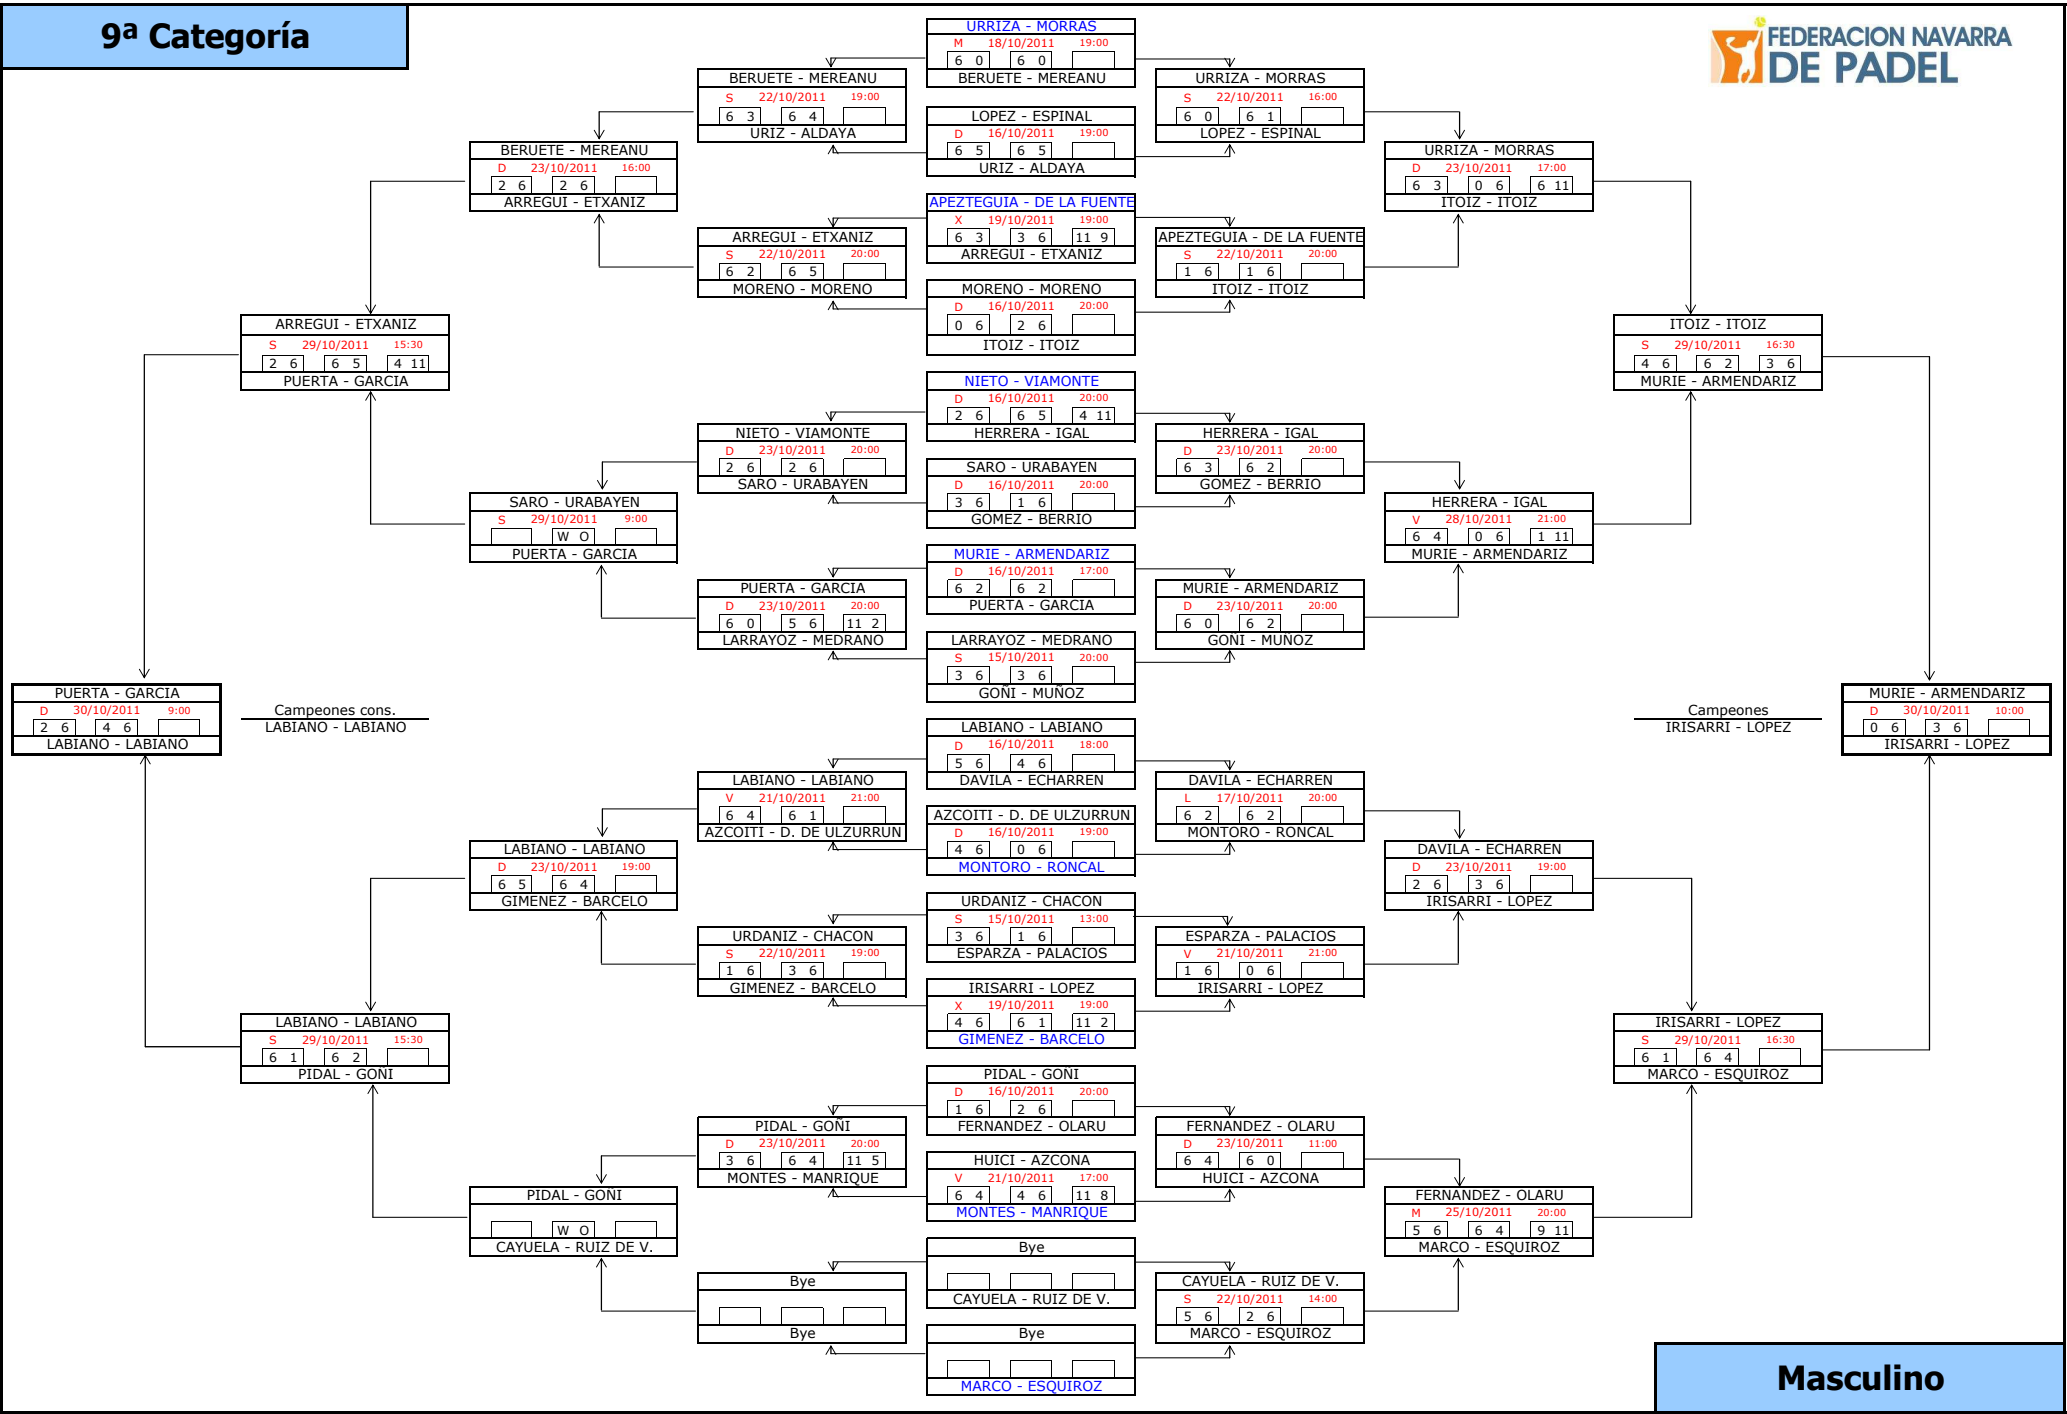 9ª Categoría
FEDERACION NAVARRA
DE PADEL
URRIZA - MORRAS
M 18/10/2011 19:00
6 0 6 0
BERUETE - MEREANU
LOPEZ - ESPINAL
D 16/10/2011 19:00
6 5 6 5
URIZ - ALDAYA
APEZTEGUIA - DE LA FUENTE
X 19/10/2011 19:00
6 3 3 6 11 9
ARREGUI - ETXANIZ
MORENO - MORENO
D 16/10/2011 20:00
0 6 2 6
ITOIZ - ITOIZ
NIETO - VIAMONTE
D 16/10/2011 20:00
2 6 6 5 4 11
HERRERA - IGAL
SARO - URABAYEN
D 16/10/2011 20:00
3 6 1 6
GOMEZ - BERRIO
MURIE - ARMENDARIZ
D 16/10/2011 17:00
6 2 6 2
PUERTA - GARCIA
LARRAYOZ - MEDRANO
S 15/10/2011 20:00
3 6 3 6
GOÑI - MUÑOZ
LABIANO - LABIANO
D 16/10/2011 18:00
5 6 4 6
DAVILA - ECHARREN
AZCOITI - D. DE ULZURRUN
D 16/10/2011 19:00
4 6 0 6
MONTORO - RONCAL
URDANIZ - CHACON
S 15/10/2011 13:00
3 6 1 6
ESPARZA - PALACIOS
IRISARRI - LOPEZ
X 19/10/2011 19:00
4 6 6 1 11 2
GIMENEZ - BARCELO
PIDAL - GOÑI
D 16/10/2011 20:00
1 6 2 6
FERNANDEZ - OLARU
HUICI - AZCONA
V 21/10/2011 17:00
6 4 4 6 11 8
MONTES - MANRIQUE
Bye
CAYUELA - RUIZ DE V.
Bye
MARCO - ESQUIROZ
BERUETE - MEREANU
S 22/10/2011 19:00
6 3 6 4
URIZ - ALDAYA
ARREGUI - ETXANIZ
S 22/10/2011 20:00
6 2 6 5
MORENO - MORENO
NIETO - VIAMONTE
D 23/10/2011 20:00
2 6 2 6
SARO - URABAYEN
PUERTA - GARCIA
D 23/10/2011 20:00
6 0 5 6 11 2
LARRAYOZ - MEDRANO
LABIANO - LABIANO
V 21/10/2011 21:00
6 4 6 1
AZCOITI - D. DE ULZURRUN
URDANIZ - CHACON
S 22/10/2011 19:00
1 6 3 6
GIMENEZ - BARCELO
PIDAL - GOÑI
D 23/10/2011 20:00
3 6 6 4 11 5
MONTES - MANRIQUE
Bye
Bye
BERUETE - MEREANU
D 23/10/2011 16:00
2 6 2 6
ARREGUI - ETXANIZ
SARO - URABAYEN
S 29/10/2011 9:00
W O
PUERTA - GARCIA
LABIANO - LABIANO
D 23/10/2011 19:00
6 5 6 4
GIMENEZ - BARCELO
PIDAL - GOÑI
W O
CAYUELA - RUIZ DE V.
ARREGUI - ETXANIZ
S 29/10/2011 15:30
2 6 6 5 4 11
PUERTA - GARCIA
LABIANO - LABIANO
S 29/10/2011 15:30
6 1 6 2
PIDAL - GOÑI
PUERTA - GARCIA
D 30/10/2011 9:00
2 6 4 6
LABIANO - LABIANO
Campeones cons.
LABIANO - LABIANO
URRIZA - MORRAS
S 22/10/2011 16:00
6 0 6 1
LOPEZ - ESPINAL
APEZTEGUIA - DE LA FUENTE
S 22/10/2011 20:00
1 6 1 6
ITOIZ - ITOIZ
HERRERA - IGAL
D 23/10/2011 20:00
6 3 6 2
GOMEZ - BERRIO
MURIE - ARMENDARIZ
D 23/10/2011 20:00
6 0 6 2
GOÑI - MUÑOZ
DAVILA - ECHARREN
L 17/10/2011 20:00
6 2 6 2
MONTORO - RONCAL
ESPARZA - PALACIOS
V 21/10/2011 21:00
1 6 0 6
IRISARRI - LOPEZ
FERNANDEZ - OLARU
D 23/10/2011 11:00
6 4 6 0
HUICI - AZCONA
CAYUELA - RUIZ DE V.
S 22/10/2011 14:00
5 6 2 6
MARCO - ESQUIROZ
URRIZA - MORRAS
D 23/10/2011 17:00
6 3 0 6 6 11
ITOIZ - ITOIZ
HERRERA - IGAL
V 28/10/2011 21:00
6 4 0 6 1 11
MURIE - ARMENDARIZ
DAVILA - ECHARREN
D 23/10/2011 19:00
2 6 3 6
IRISARRI - LOPEZ
FERNANDEZ - OLARU
M 25/10/2011 20:00
5 6 6 4 9 11
MARCO - ESQUIROZ
ITOIZ - ITOIZ
S 29/10/2011 16:30
4 6 6 2 3 6
MURIE - ARMENDARIZ
IRISARRI - LOPEZ
S 29/10/2011 16:30
6 1 6 4
MARCO - ESQUIROZ
Campeones
IRISARRI - LOPEZ
MURIE - ARMENDARIZ
D 30/10/2011 10:00
0 6 3 6
IRISARRI - LOPEZ
Masculino